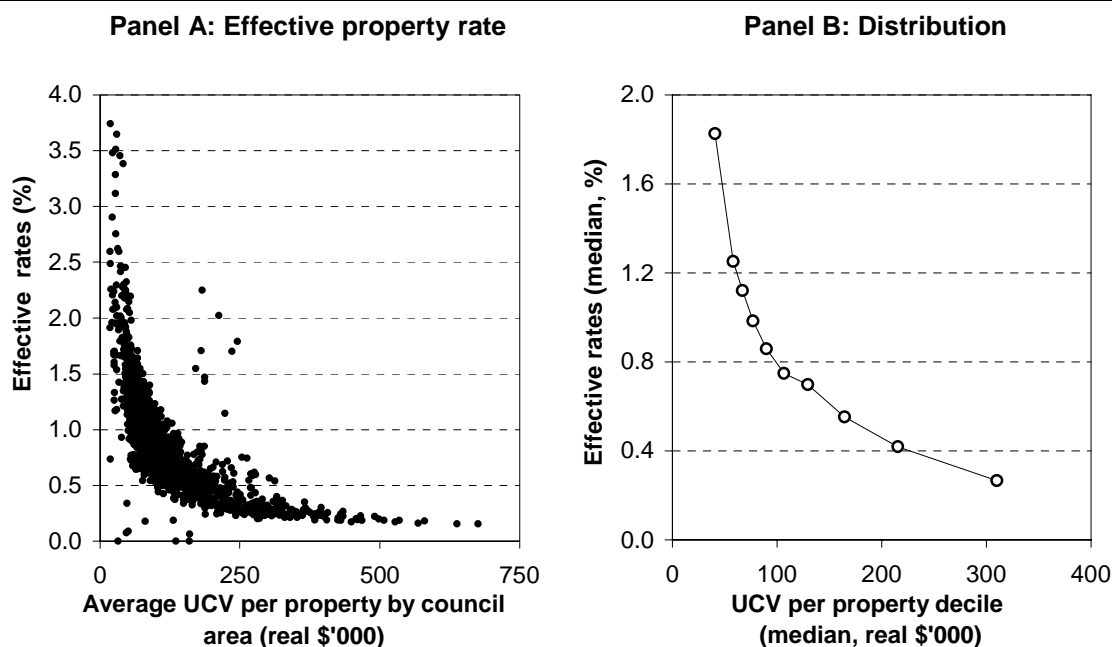 Panel A: Effective property rate
4.0
3.5
3.0
2.5
2.0
1.5
1.0
0.5
0.0
Effective rates (%)
0 250 500 750
Average UCV per property by council
area (real $'000)
Panel B: Distribution
2.0
1.6
1.2
0.8
0.4
0.0
Effective rates (median, %)
0 100 200 300 400
UCV per property decile
(median, real $'000)